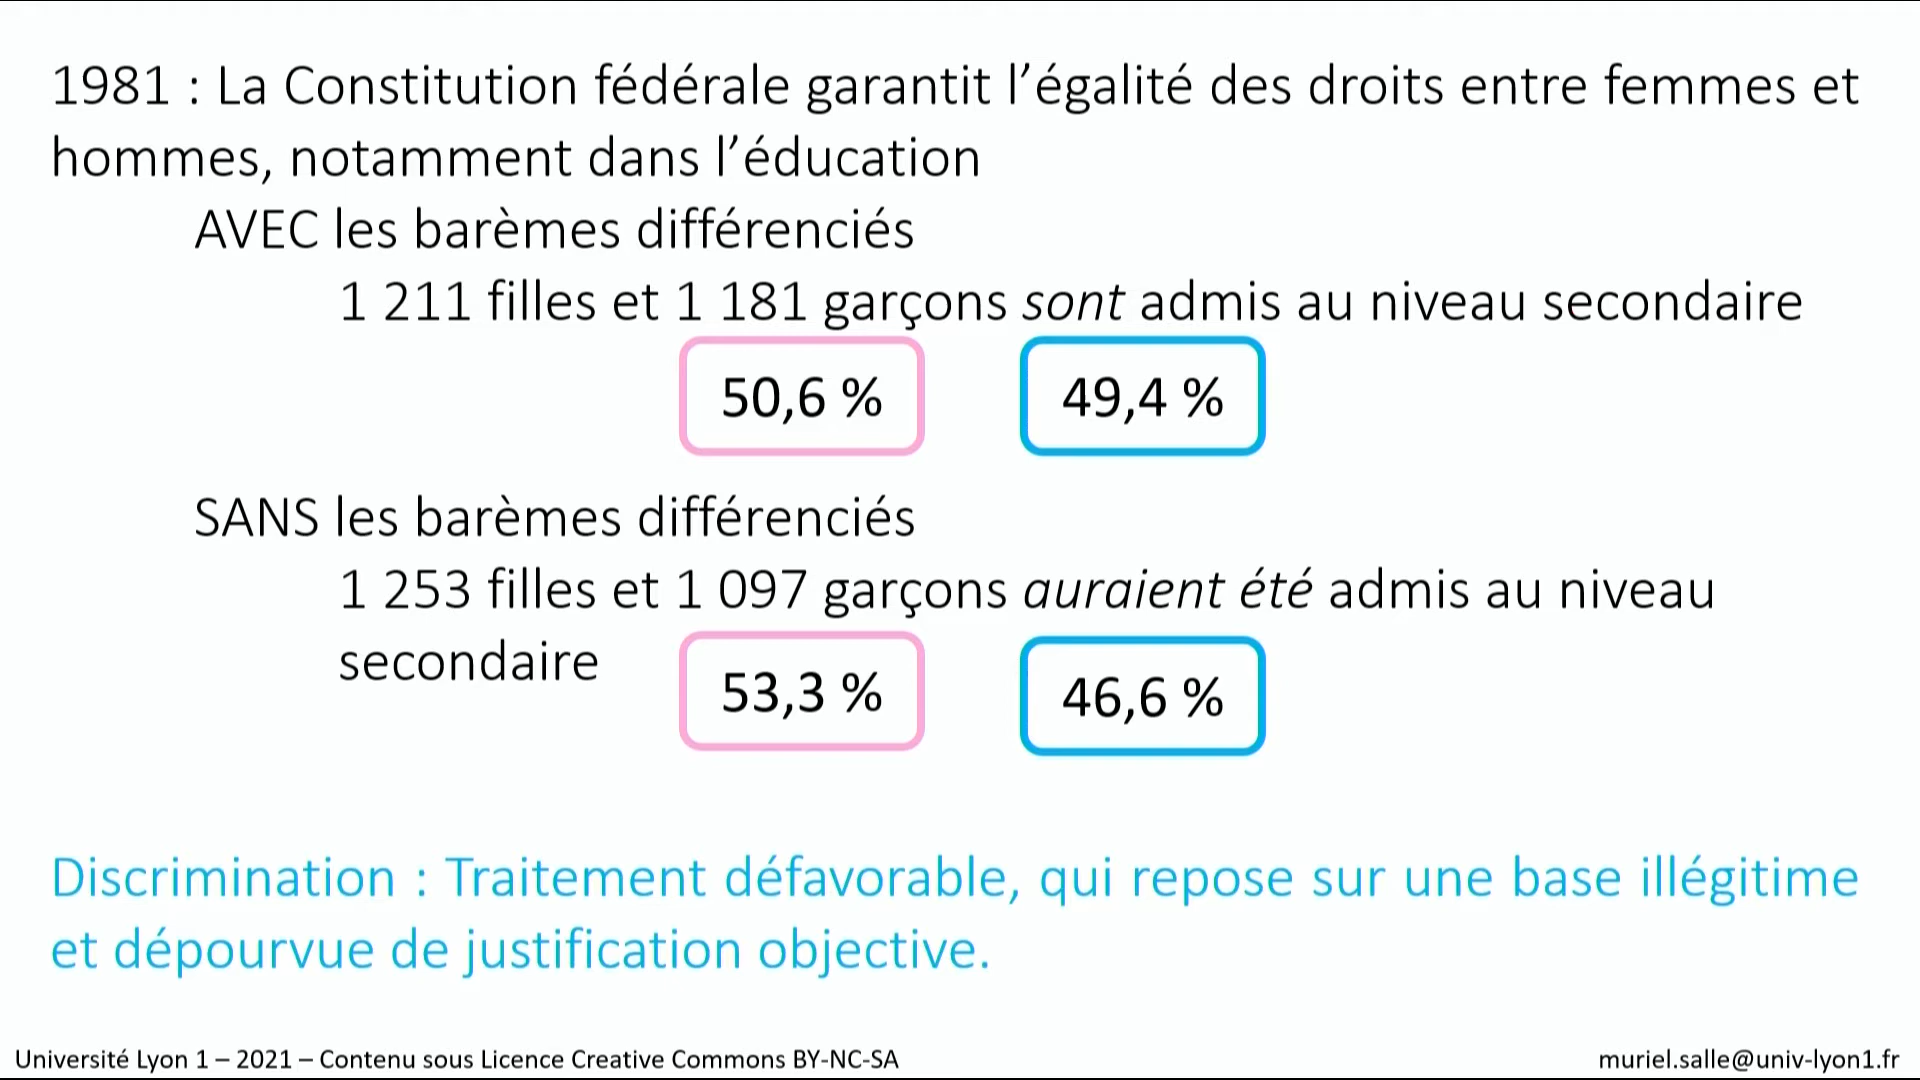 1981 : La Constitution fédérale garantit l’égalité des droits entre femmes et
hommes, notamment dans l’éducation
AVEC les barèmes différenciés
1 211 filles et 1 181 garçons sont admis au niveau secondaire
50,6 % 49,4 %
SANS les barèmes différenciés
1 253 filles et 1 097 garçons auraient été admis au niveau
secondaire
53,3 % 46,6 %
Discrimination : Traitement défavorable, qui repose sur une base illégitime
et dépourvue de justification objective.
Université Lyon 1 – 2021 – Contenu sous Licence Creative Commons BY-NC-SA
muriel.salle@univ-lyon1.fr